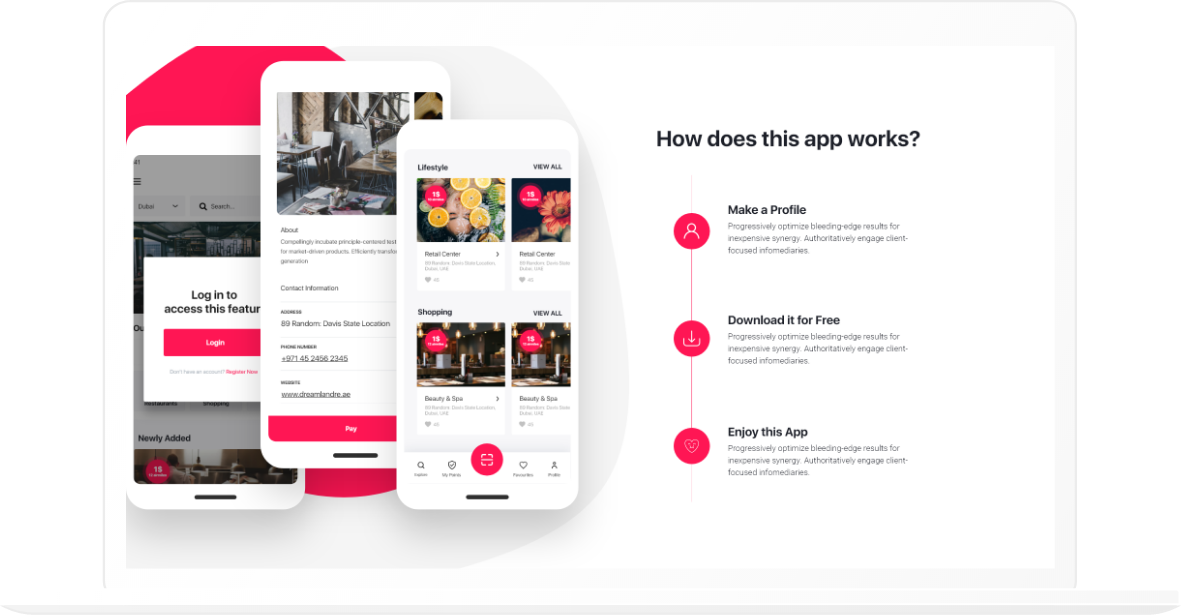 How does this app works?
Make a Profile
Progressively optimize bleeding-edge results for
inexpensive synergy. Authoritatively engage client-
focused infomediaries.
Download it for Free
Progressively optimize bleeding-edge results for
inexpensive synergy. Authoritatively engage client-
focused infomediaries.
Enjoy this App
Progressively optimize bleeding-edge results for
inexpensive synergy. Authoritatively engage client-
focused infomediaries.
Dubai
Search...
Log in to
access this featur
Login
Don't have an account? Register Now
Restaurants
Shopping
Newly Added
1$
About
Compellingly incubate principle-centered test
for market-driven products. Efficiently transfo
generation
Contact Information
ADDRESS
89 Random: Davis State Location
PHONE NUMBER
+971 45 2456 2345
WEBSITE
www.dreamlandre.ae
Pay
Lifestyle
VIEW ALL
1$
1$
Retail Center
Retail Center
89 Random: Davis State Location,
Dubai, UAE
89 Random: Davis State
Dubai, UAE
Shopping
VIEW ALL
1$
1$
Beauty & Spa
Beauty & Spa
89 Random: Davis State Location,
Dubai, UAE
89 Random: Davis State
Dubai, UAE
Explore
My Points
Favourites
Profile